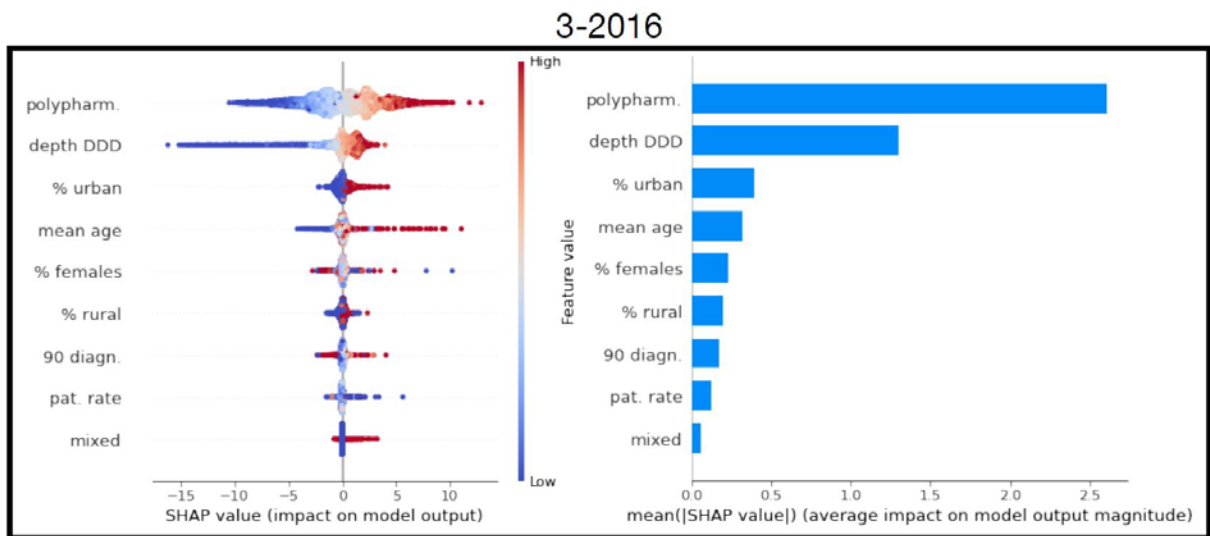 3-2016
High
polypharm.
depth DDD
% urban
mean age
% females
% rural
90 diagn.
pat. rate
mixed
Low
Feature value
−15 −10 −5 0 5 10
SHAP value (impact on model output)
polypharm.
depth DDD
% urban
mean age
% females
% rural
90 diagn.
pat. rate
mixed
0.0 0.5 1.0 1.5 2.0 2.5
mean(|SHAP value|) (average impact on model output magnitude)